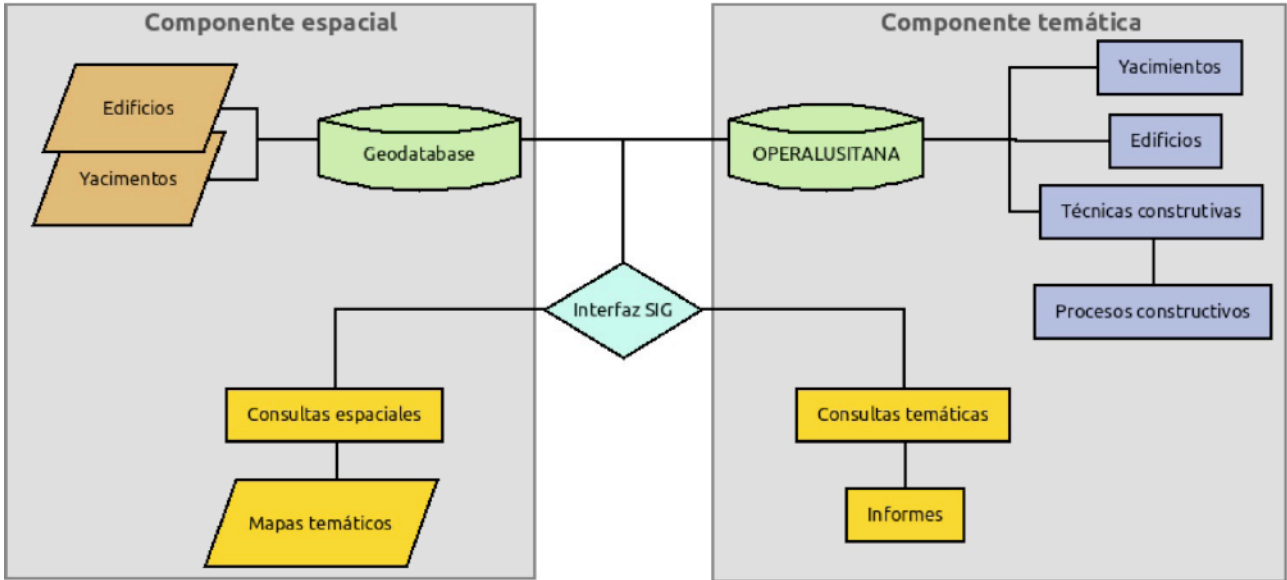 Componente espacial
Edificios
Yacimentos
Geodatabase
Componente temática
OPERALUSITANA
Yacimientos
Edificios
Técnicas construtivas
Procesos constructivos
Interfaz SIG
Consultas espaciales
Mapas temáticos
Consultas temáticas
Informes